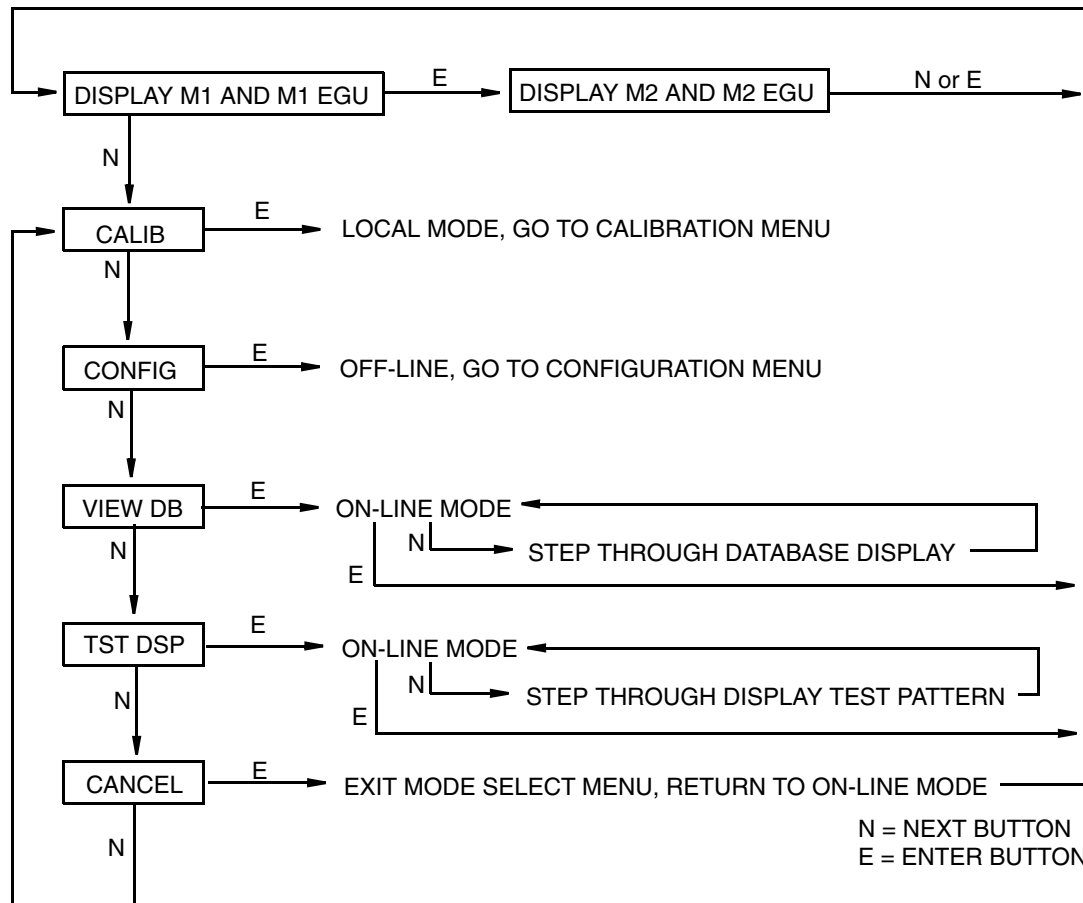 DISPLAY M1 AND M1 EGU
E
DISPLAY M2 AND M2 EGU
N or E
N
CALIB
E
LOCAL MODE, GO TO CALIBRATION MENU
N
CONFIG
E
OFF-LINE, GO TO CONFIGURATION MENU
N
VIEW DB
E
ON-LINE MODE
N
STEP THROUGH DATABASE DISPLAY
E
N
TST DSP
E
ON-LINE MODE
N
STEP THROUGH DISPLAY TEST PATTERN
E
N
CANCEL
E
EXIT MODE SELECT MENU, RETURN TO ON-LINE MODE
N
N = NEXT BUTTON
E = ENTER BUTTON